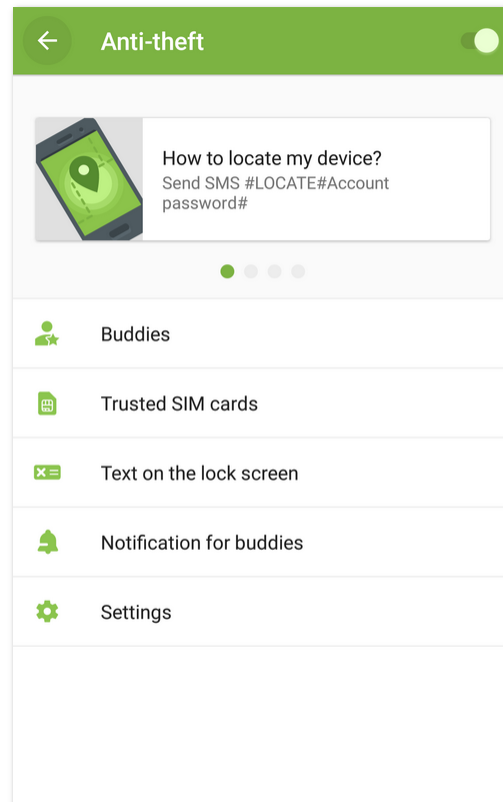 Anti-theft
How to locate my device?
Send SMS #LOCATE#Account
password#
Buddies
Trusted SIM cards
Text on the lock screen
Notification for buddies
Settings